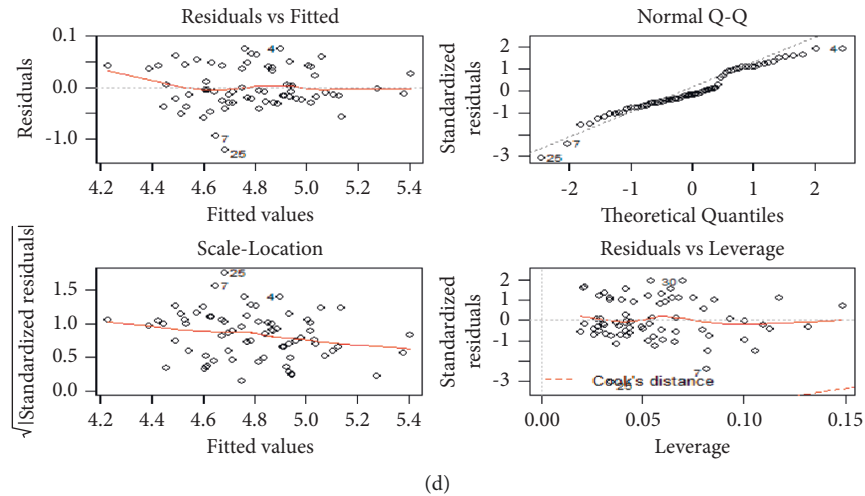 Residuals vs Fitted
Residuals
0.1
0.0
-1.0
4
7
25
4.2 4.4 4.6 4.8 5.0 5.2 5.4
Fitted values
Normal Q-Q
Standardized
residuals
2
1
0
-1
-3
4
7
25
-2 -1 0 1 2
Theoretical Quantiles
Scale-Location
√|Standardized residuals|
1.5
1.0
0.5
0.0
25
7
4
4.2 4.4 4.6 4.8 5.0 5.2 5.4
Fitted values
Residuals vs Leverage
Standardized
residuals
2
1
0
-1
-3
30
7
25
Cook's distance
0.00 0.05 0.10 0.15
Leverage
(d)